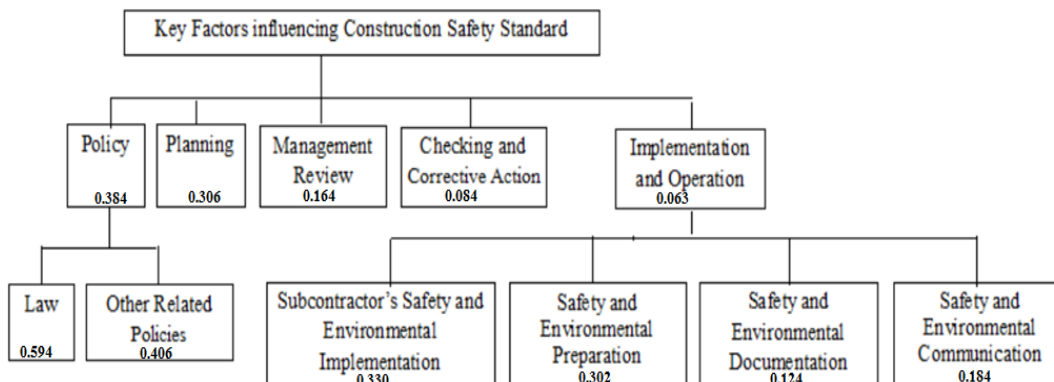 Key Factors influencing Construction Safety Standard
Policy
0.384
Planning
0.306
Management
Review
0.164
Checking and
Corrective Action
0.084
Implementation
and Operation
0.063
Law
0.594
Other Related
Policies
0.406
Subcontractor's Safety and
Environmental
Implementation
0.330
Safety and
Environmental
Preparation
0.302
Safety and
Environmental
Documentation
0.124
Safety and
Environmental
Communication
0.184